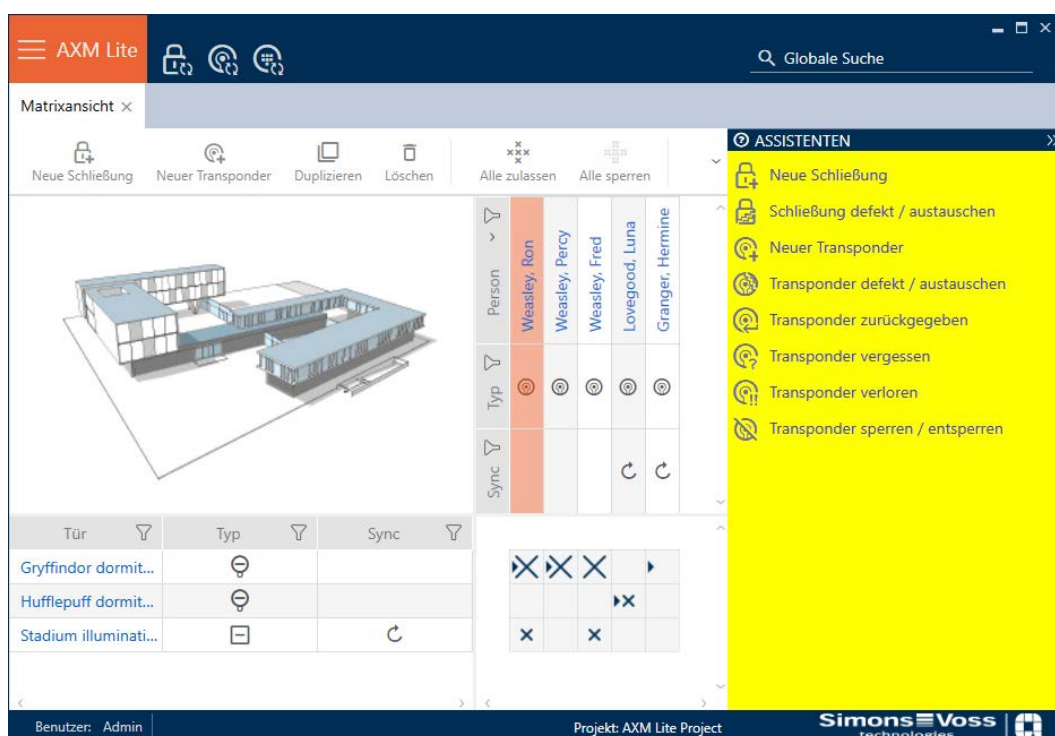 AXM Lite
Globale Suche
Matrixansicht
Neue Schließung
Neuer Transponder
Duplizieren
Löschen
Alle zulassen
Alle sperren
ASSISTENTEN
Neue Schließung
Schließung defekt / austauschen
Neuer Transponder
Transponder defekt / austauschen
Transponder zurückgegeben
Transponder vergessen
Transponder verloren
Transponder sperren / entsperren
Person
Weasley, Ron
Weasley, Percy
Weasley, Fred
Lovegood, Luna
Granger, Hermine
Typ
Sync
Tür Typ Sync
Gryffindor dormit...
Hufflepuff dormit...
Stadium illuminati...
Benutzer: Admin
Projekt: AXM Lite Project
Simons Voss
technologies